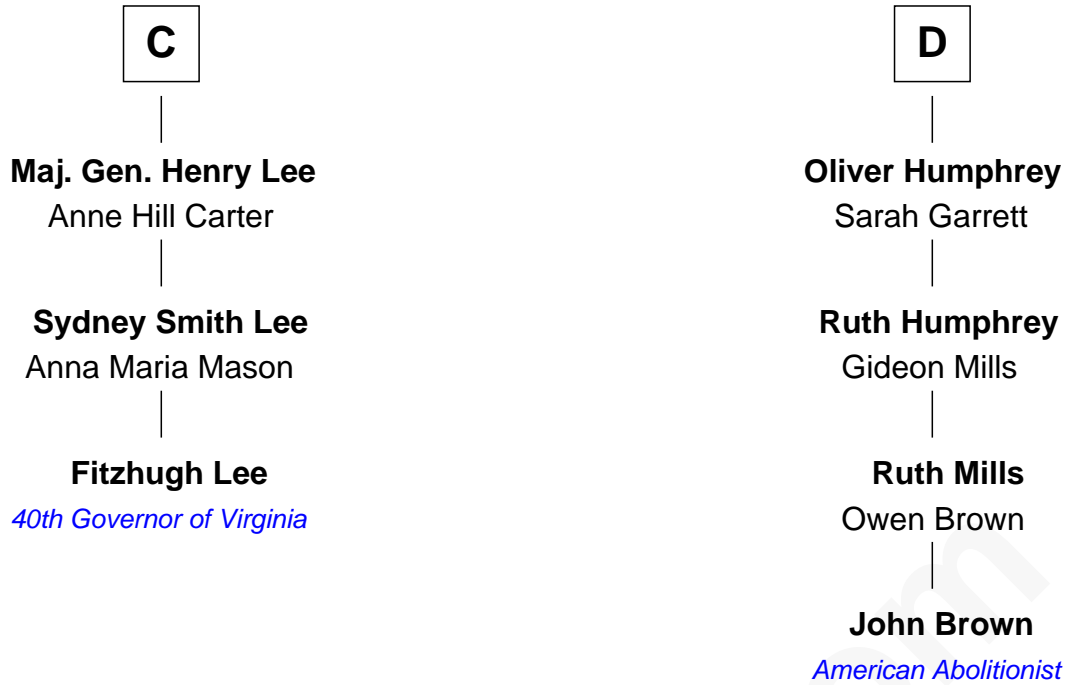 C
Maj. Gen. Henry Lee
Anne Hill Carter
Sydney Smith Lee
Anna Maria Mason
Fitzhugh Lee
40th Governor of Virginia
D
Oliver Humphrey
Sarah Garrett
Ruth Humphrey
Gideon Mills
Ruth Mills
Owen Brown
John Brown
American Abolitionist